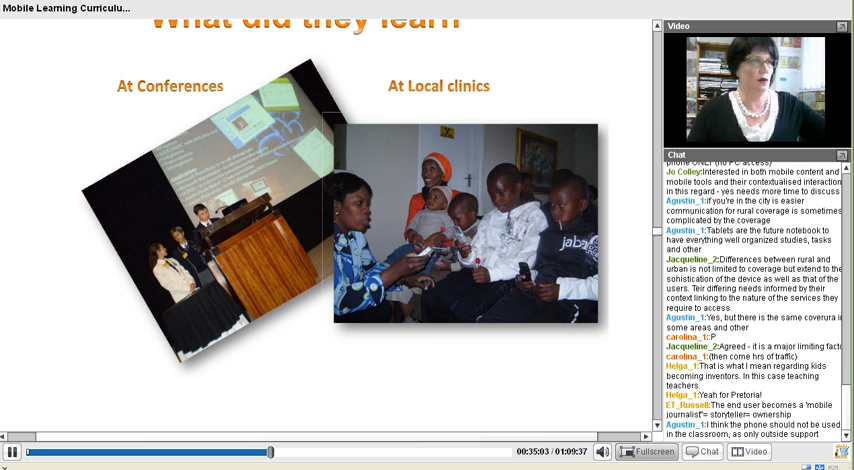 Mobile Learning Curriculu...
What did they learn
At Conferences
At Local clinics
jaba
Video
Chat
phone ONLY (no PC access)
Jo Colley:Interested in both mobile content and
mobile tools and their contextualised interaction
in this regard - yes needs more time to discuss
Agustin_1:if you're in the city is easier
communication for rural coverage is sometimes
complicated by the coverage
Agustin_1:Tablets are the future notebook to
have everything well organized studies, tasks
and other
Jacqueline_2:Differences between rural and
urban is not limited to coverage but extend to the
sohistication of the device as well as that of the
users. Teir differing needs informed by their
context linking to the nature of the services they
require to access.
Agustin_1:Yes, but there is the same coverura in
some areas and other
carolina_1::P
Jacqueline_2:Agreed - it is a major limiting facto
carolina_1:(then come hrs of traffic)
Helga_1:That is what I mean regarding kids
becoming inventors. In this case teaching
teachers.
Helga_1:Yeah for Pretoria!
ET_Russell:The end user becomes a 'mobile
journalist'= storyteller= ownership
Agustin_1:I think the phone should not be used
in the classroom, as only outside support
00:35:03 / 01:09:37
Fullscreen
Chat
Video